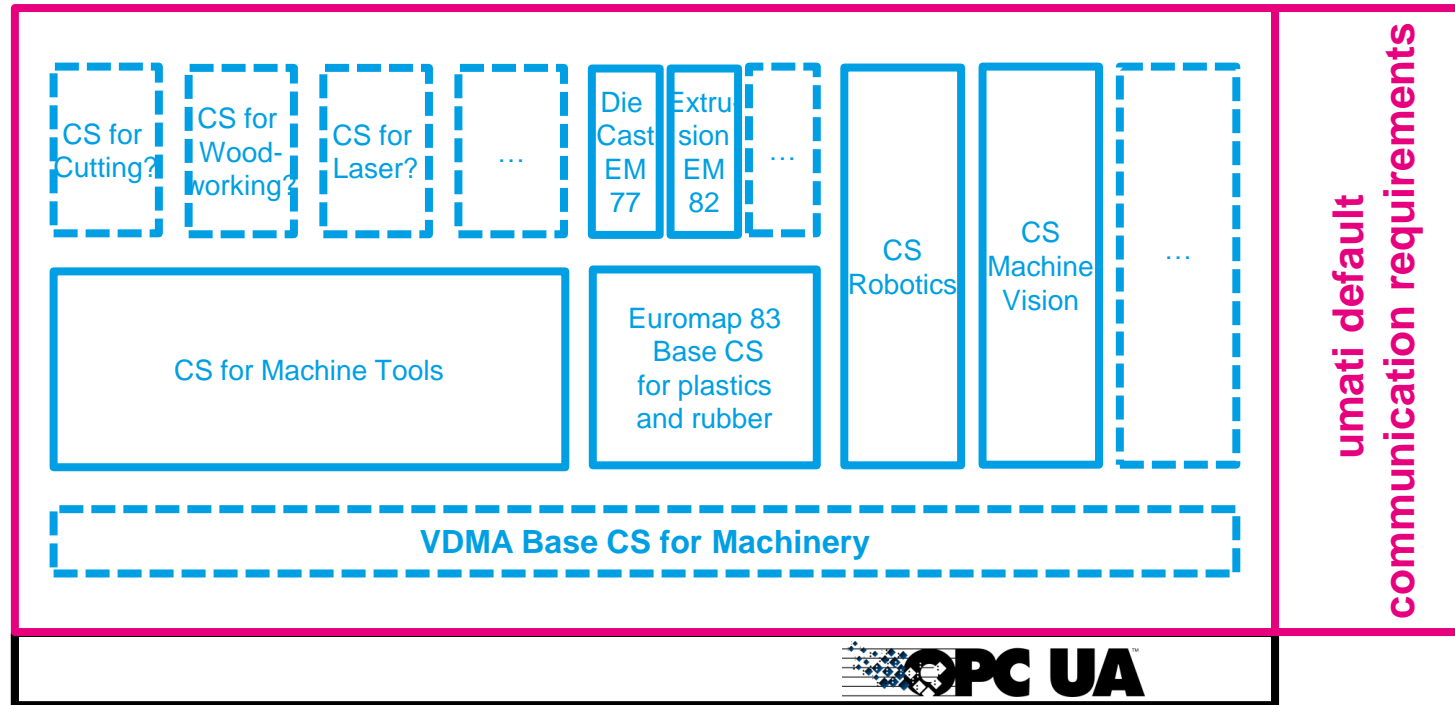 CS for
Cutting?
CS for
Wood-
working?
CS for
Laser?
…
Die
Cast
EM
77
Extru-
sion
EM
82
…
CS
Robotics
CS
Machine
Vision
…
CS for Machine Tools
Euromap 83
Base CS
for plastics
and rubber
VDMA Base CS for Machinery
umati default
communication requirements
OPC UA™